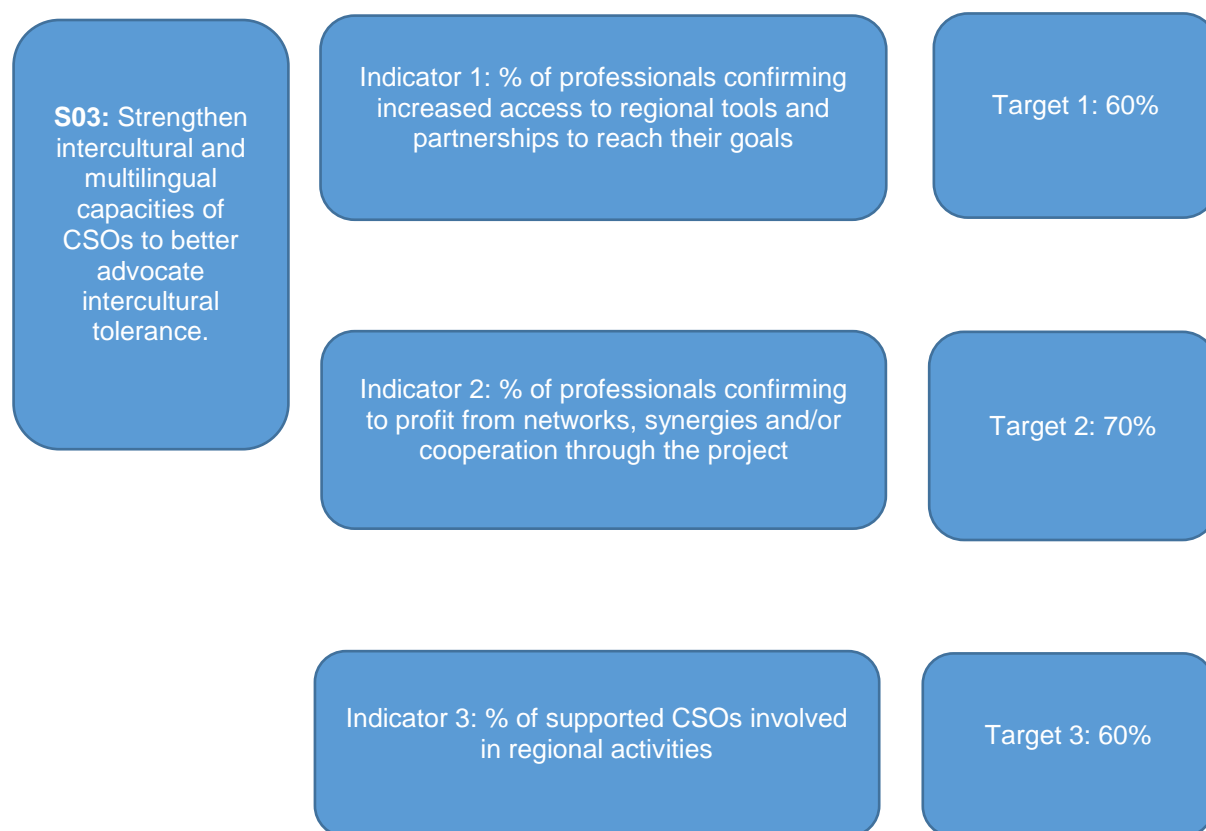 S03: Strengthen
intercultural and
multilingual
capacities of
CSOs to better
advocate
intercultural
tolerance.
Indicator 1: % of professionals confirming
increased access to regional tools and
partnerships to reach their goals
Target 1: 60%
Indicator 2: % of professionals confirming
to profit from networks, synergies and/or
cooperation through the project
Target 2: 70%
Indicator 3: % of supported CSOs involved
in regional activities
Target 3: 60%